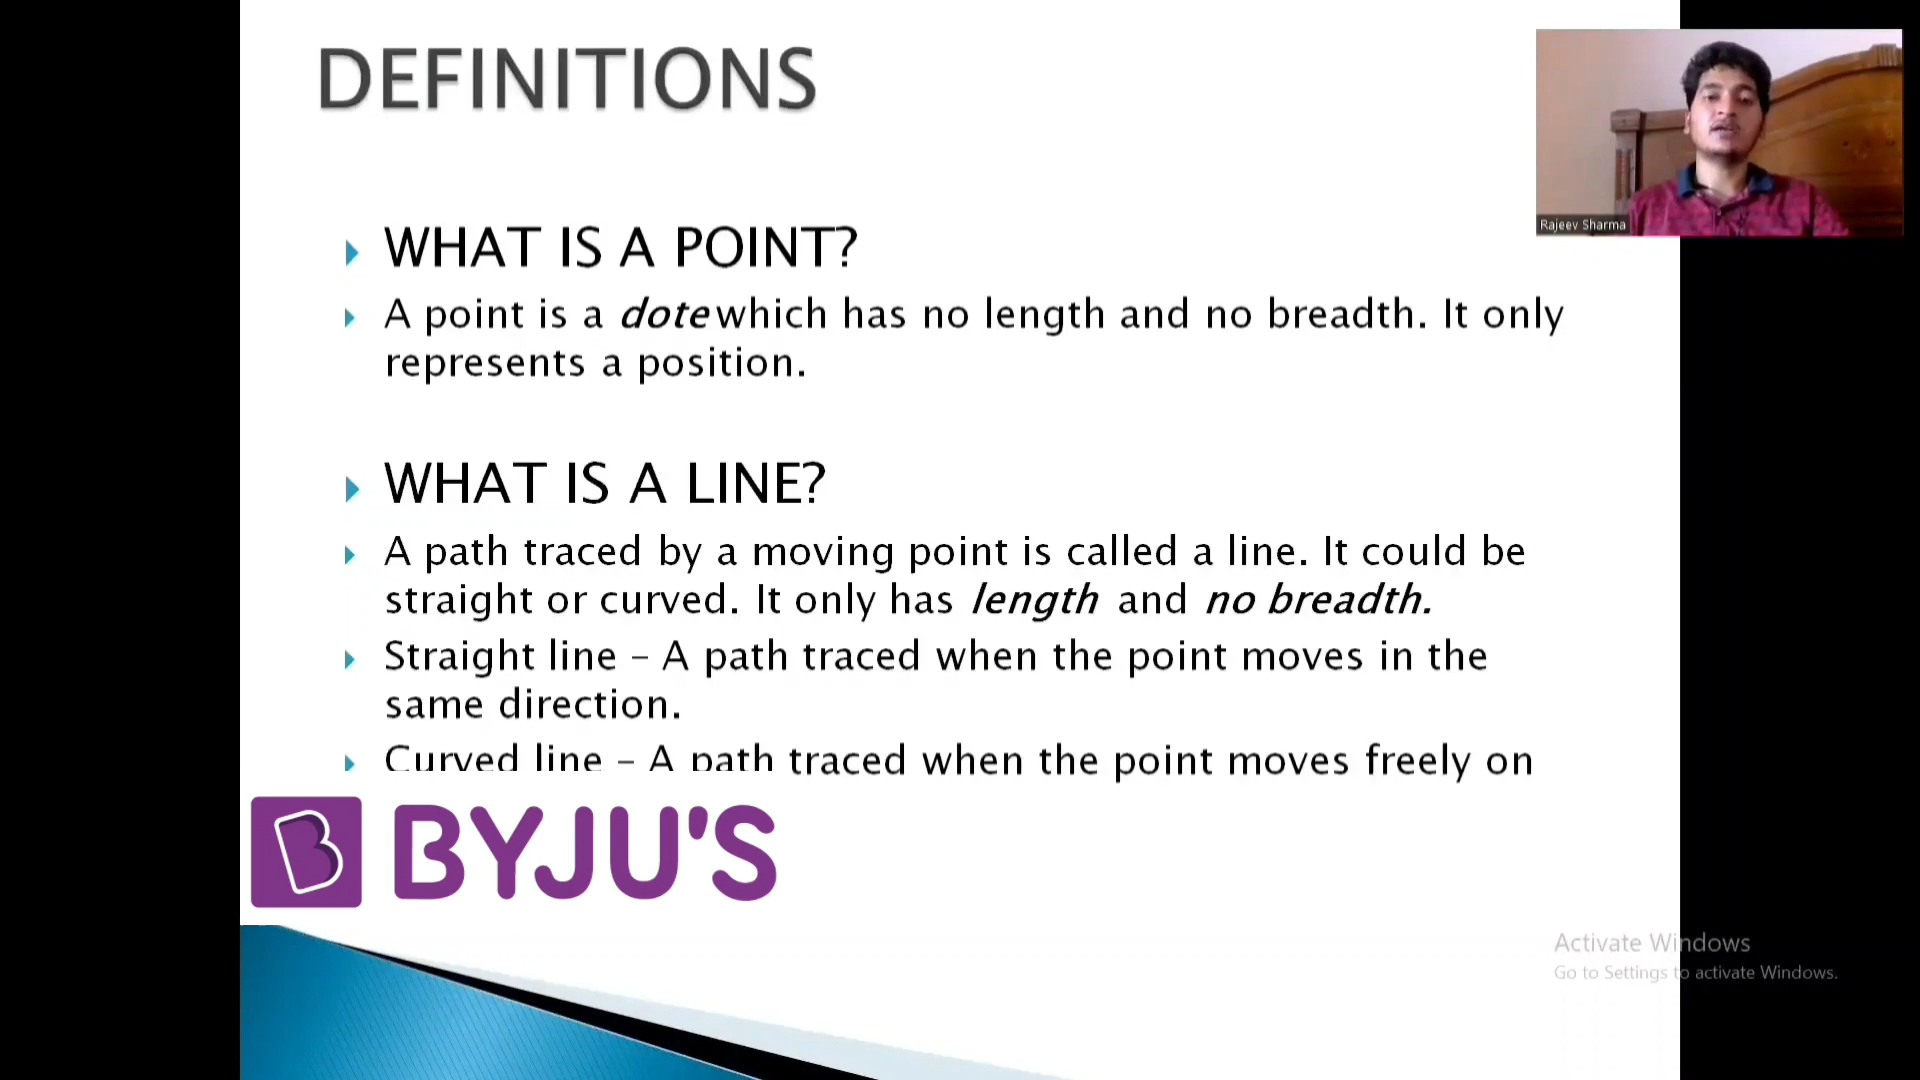 DEFINITIONS
WHAT IS A POINT?
A point is a dote which has no length and no breadth. It only
represents a position.
WHAT IS A LINE?
A path traced by a moving point is called a line. It could be
straight or curved. It only has length and no breadth.
Straight line – A path traced when the point moves in the
same direction.
Curved line – A path traced when the point moves freely on
B BYJU'S
Rajeev Sharma
Activate Windows
Go to Settings to activate Windows.